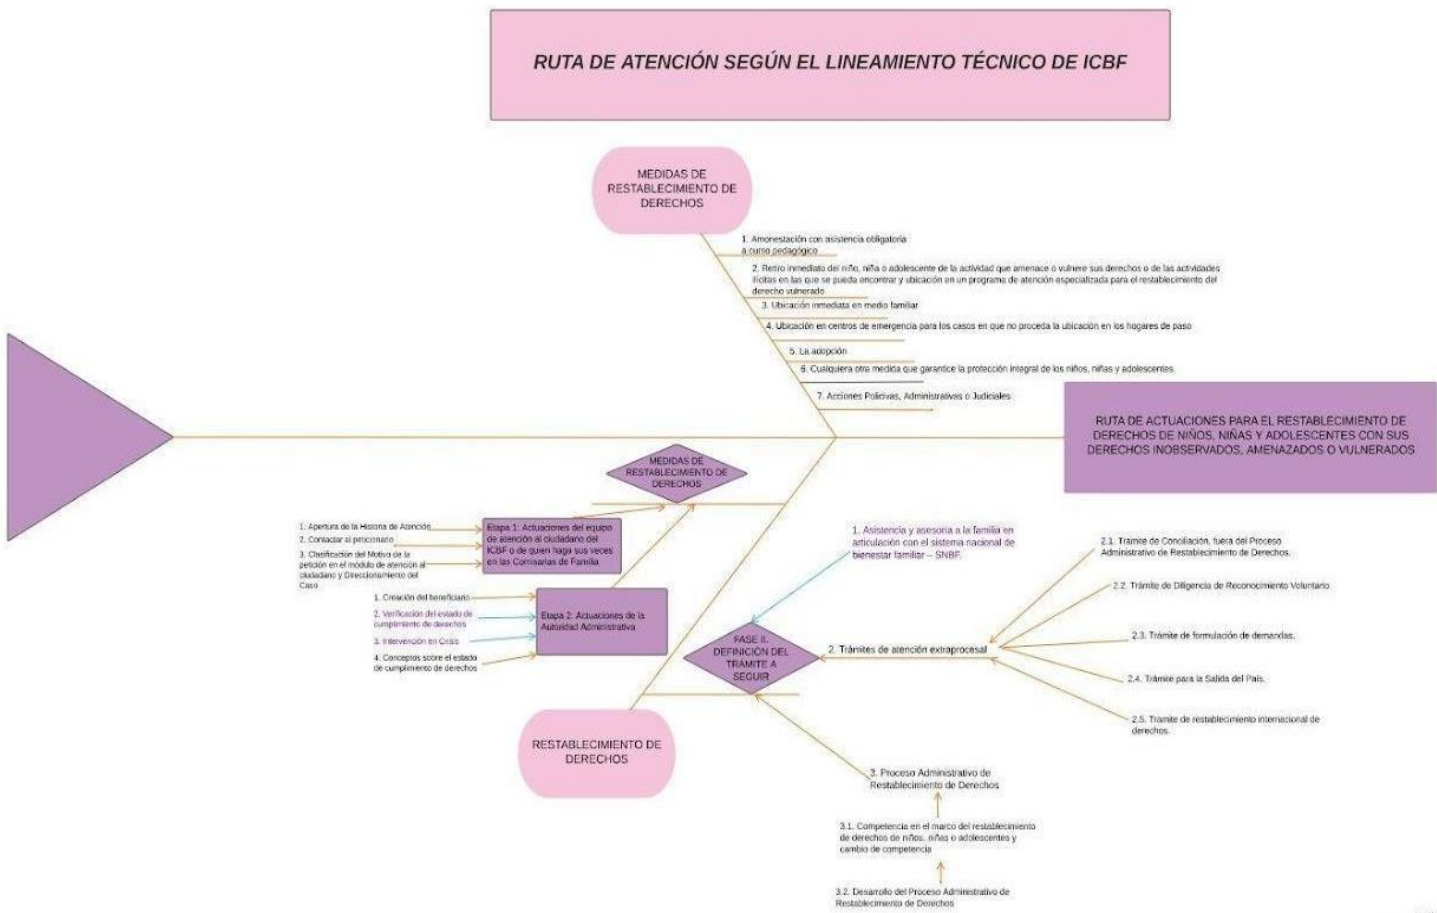 RUTA DE ATENCIÓN SEGÚN EL LINEAMIENTO TÉCNICO DE ICBF
MEDIDAS DE
RESTABLECIMIENTO DE
DERECHOS
1. Amonestación con asistencia obligatoria
a curso pedagógico
2. Retiro inmediato del niño, niña o adolescente de la actividad que amenace o vulnere sus derechos o de las actividades
ilícitas en las que se pueda encontrar y ubicación en un programa de atención especializada para el restablecimiento del
derecho vulnerado
3. Ubicación inmediata en medio familiar
4. Ubicación en centros de emergencia para los casos en que no proceda la ubicación en los hogares de paso
5. La adopción
6. Cualquiera otra medida que garantice la protección integral de los niños, niñas y adolescentes.
7. Acciones Policivas, Administrativas o Judiciales
RUTA DE ACTUACIONES PARA EL RESTABLECIMIENTO DE
DERECHOS DE NIÑOS, NIÑAS Y ADOLESCENTES CON SUS
DERECHOS INOBSERVADOS, AMENAZADOS O VULNERADOS
MEDIDAS DE
RESTABLECIMIENTO DE
DERECHOS
1. Apertura de la Historia de Atención
2. Contactar al peticionario
3. Clasificación del Motivo de la
petición en el módulo de atención al
ciudadano y Direccionamiento del
Caso
Etapa 1: Actuaciones del equipo
de atención al ciudadano del
ICBF o de quien haga sus veces
en las Comisarías de Familia
1. Creación del beneficiario
2. Verificación del estado de
cumplimiento de derechos
3. Intervención en Crisis
4. Conceptos sobre el estado
de cumplimiento de derechos
Etapa 2: Actuaciones de la
Autoridad Administrativa
1. Asistencia y asesoría a la familia en
articulación con el sistema nacional de
bienestar familiar – SNBF.
FASE II.
DEFINICIÓN DEL
TRÁMITE A
SEGUIR
2. Trámites de atención extraprocesal
2.1. Tramite de Conciliación, fuera del Proceso
Administrativo de Restablecimiento de Derechos.
2.2. Trámite de Diligencia de Reconocimiento Voluntario
2.3. Trámite de formulación de demandas.
2.4. Trámite para la Salida del País.
2.5. Tramite de restablecimiento internacional de
derechos.
RESTABLECIMIENTO DE
DERECHOS
3. Proceso Administrativo de
Restablecimiento de Derechos
3.1. Competencia en el marco del restablecimiento
de derechos de niños, niñas o adolescentes y
cambio de competencia
3.2. Desarrollo del Proceso Administrativo de
Restablecimiento de Derechos